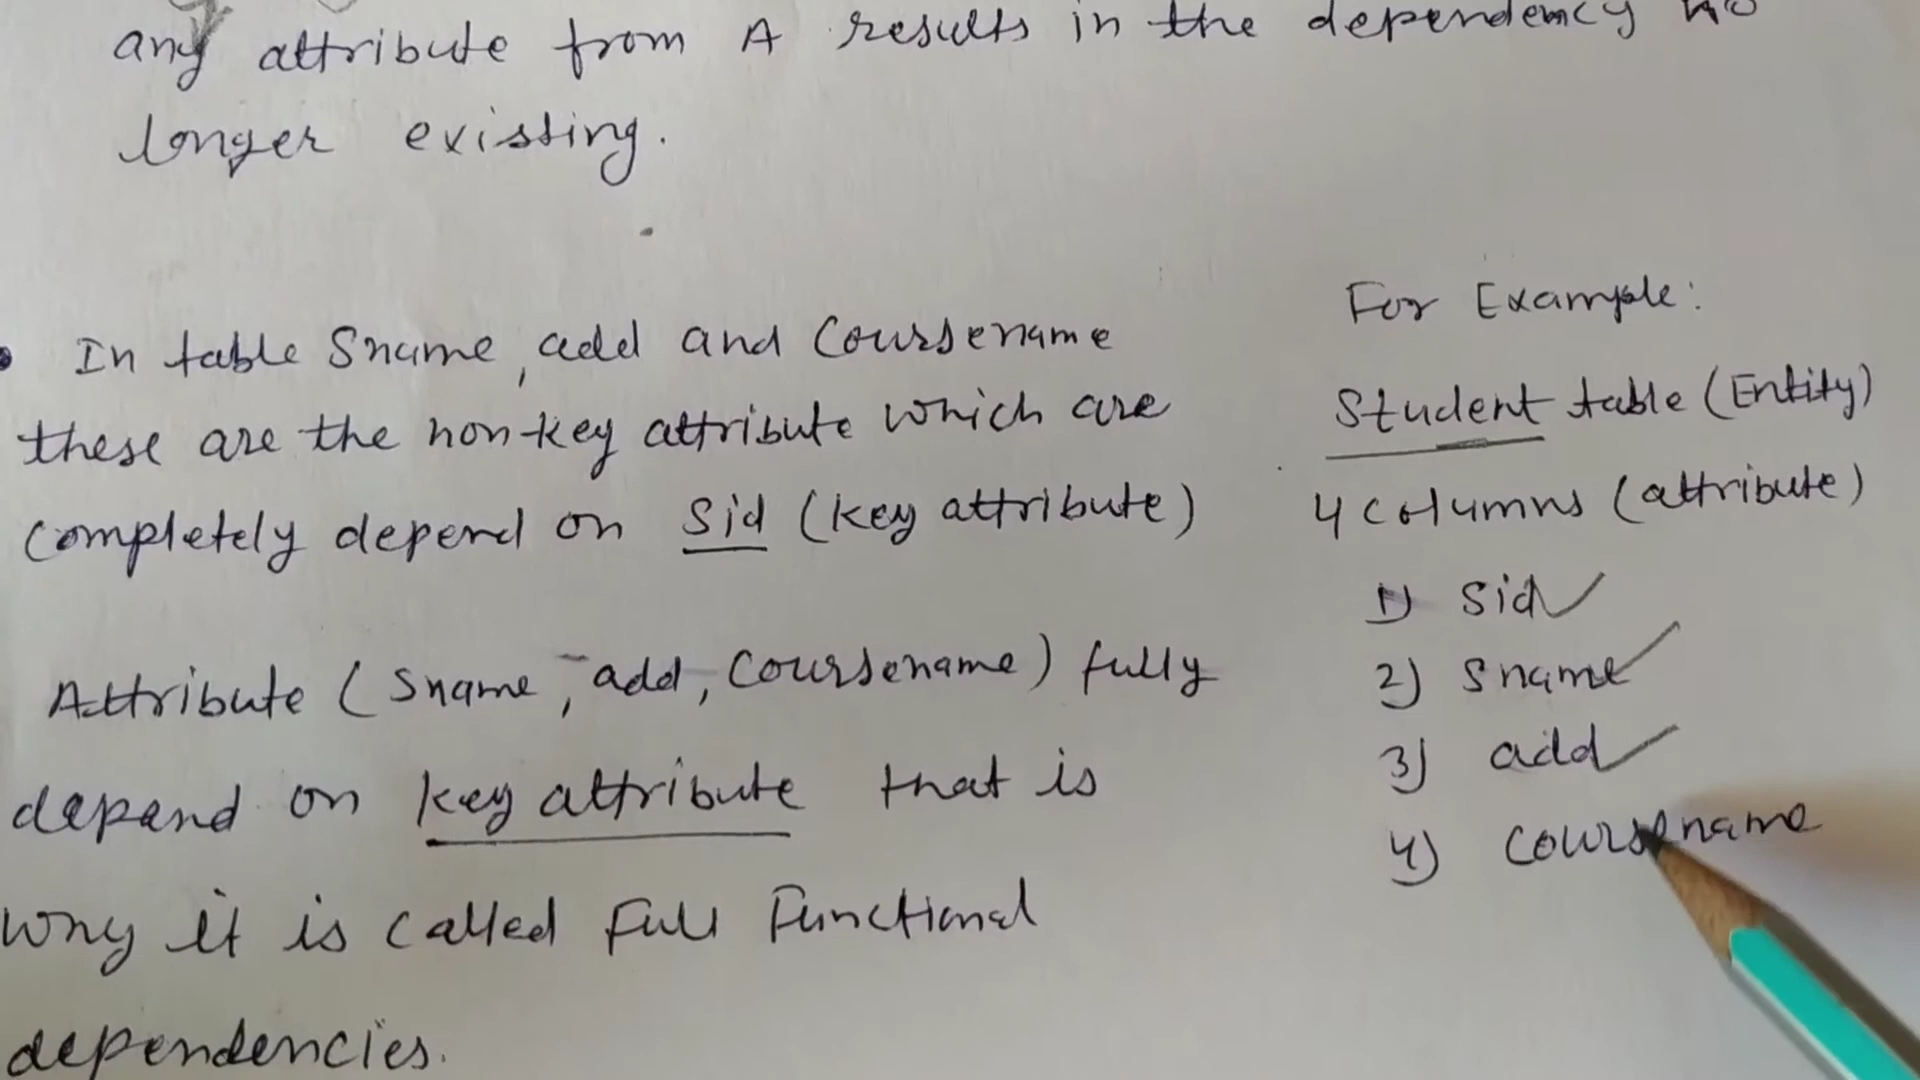 any attribute from A results in the dependency no
longer existing.
• In table Sname, add and Coursename
these are the non-key attribute which are
completely depend on Sid (key attribute)
Attribute (Sname, add, Coursename) fully
depend on key attribute that is
why it is called Full Functional
dependencies.
For Example:
Student table (Entity)
4 columns (attribute)
1) Sid
2) Sname
3) add
4) coursename